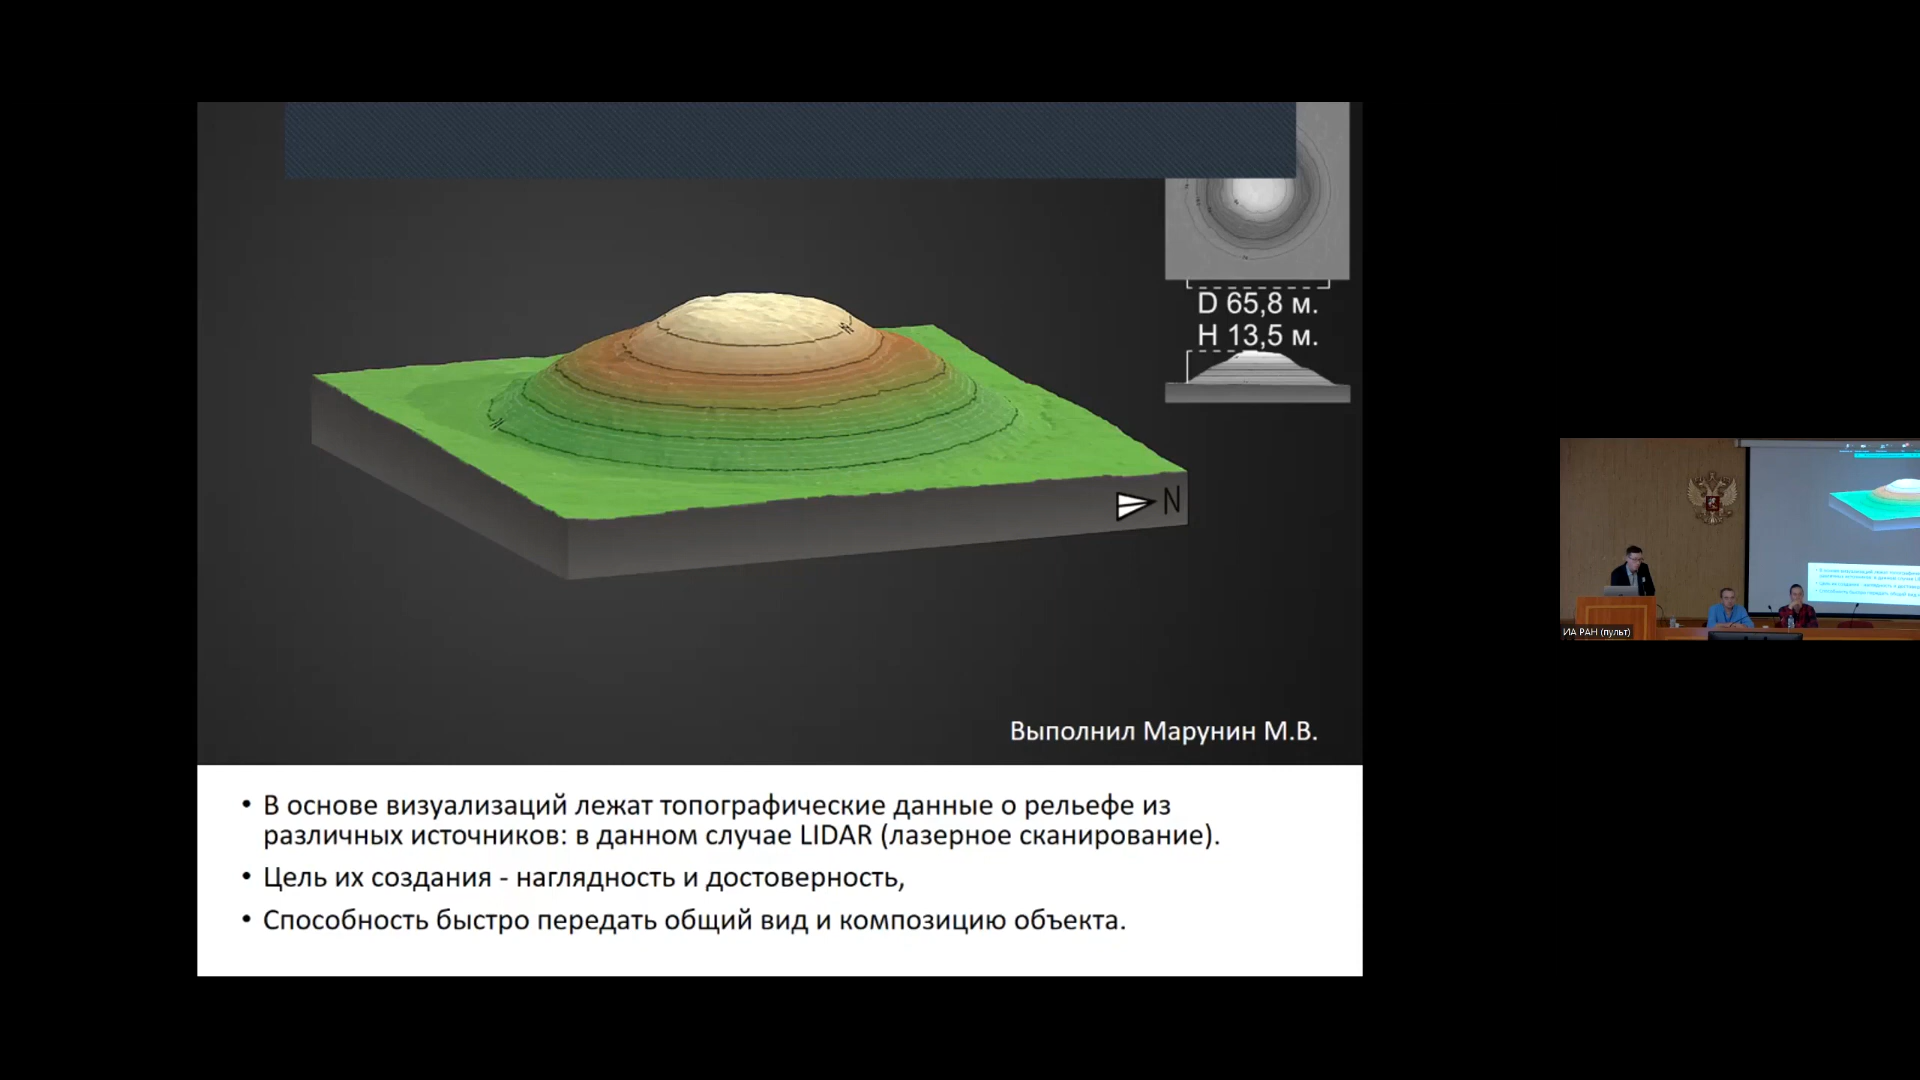 D 65,8 м.
H 13,5 м.
N
Выполнил Марунин М.В.
• В основе визуализаций лежат топографические данные о рельефе из
различных источников: в данном случае LIDAR (лазерное сканирование).
• Цель их создания - наглядность и достоверность,
• Способность быстро передать общий вид и композицию объекта.
ИА РАН (пульт)